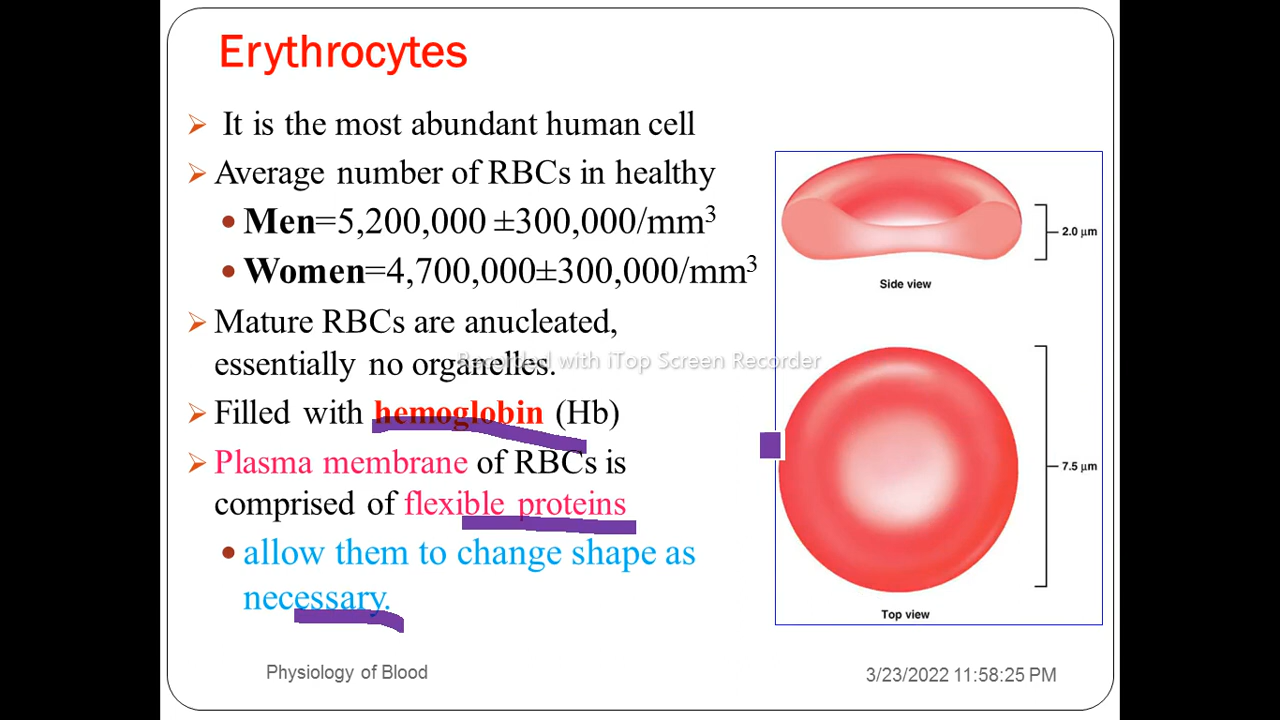 Erythrocytes
➢ It is the most abundant human cell
➢ Average number of RBCs in healthy
• Men=5,200,000 ±300,000/mm³
• Women=4,700,000±300,000/mm³
➢ Mature RBCs are anucleated,
essentially no organelles.
Recorded with iTop Screen Recorder
➢ Filled with hemoglobin (Hb)
➢ Plasma membrane of RBCs is
comprised of flexible proteins
• allow them to change shape as
necessary.
2.0 µm
Side view
7.5 µm
Top view
Physiology of Blood
3/23/2022 11:58:25 PM